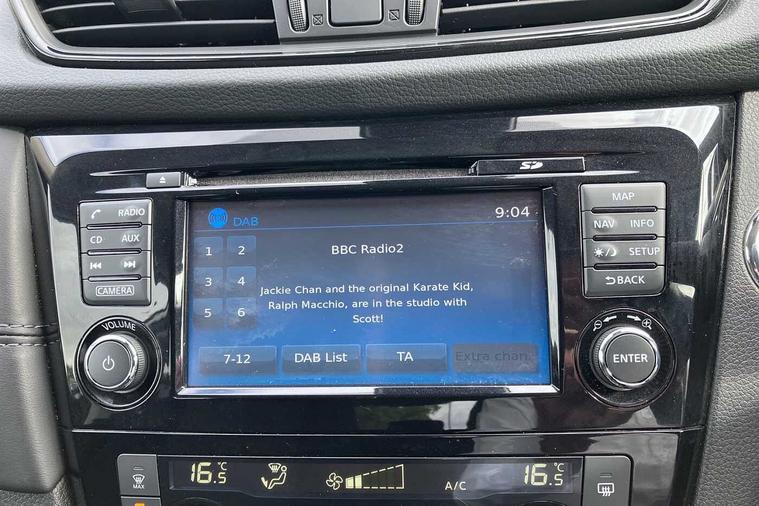 SD
RADIO
CD AUX
CAMERA
VOLUME
DAB
9:04
1 2
BBC Radio2
3 4
Jackie Chan and the original Karate Kid,
Ralph Macchio, are in the studio with
Scott!
5 6
7-12 DAB List TA Extra chan.
MAP
NAV INFO
SETUP
BACK
ENTER
MAX
16.5°C
A/C
16.5°C